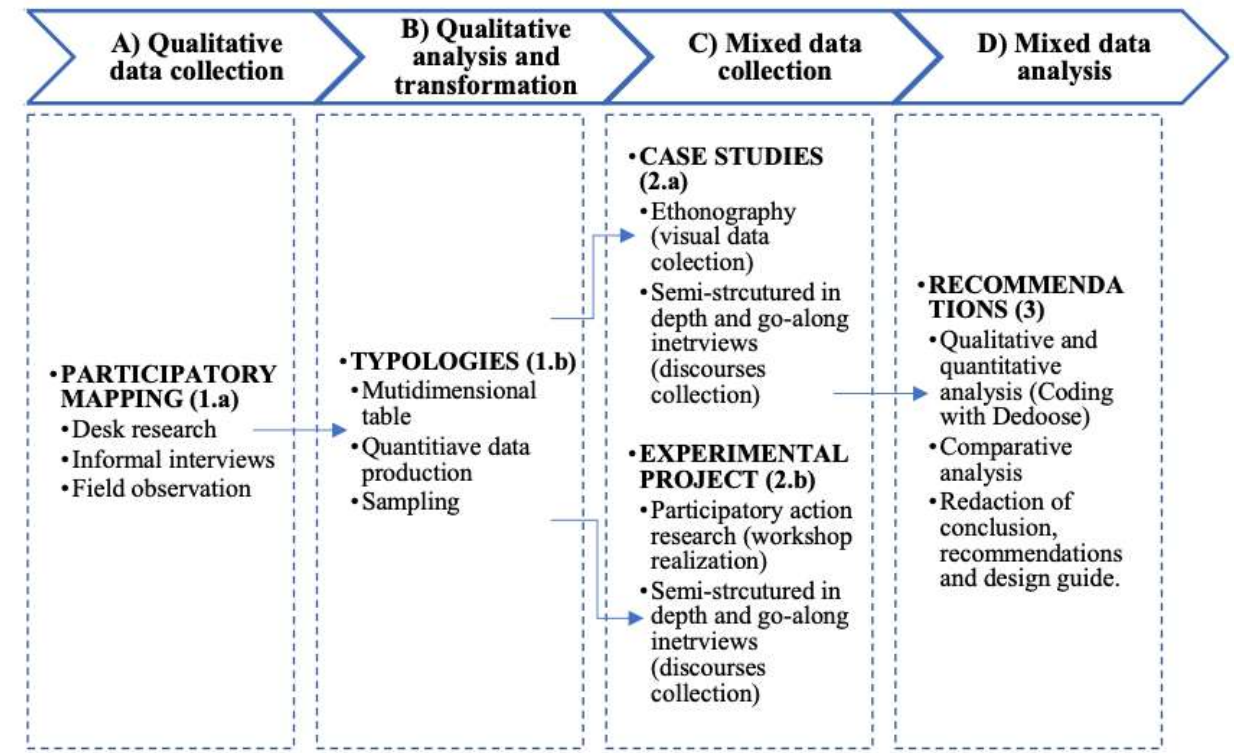 A) Qualitative
data collection
B) Qualitative
analysis and
transformation
C) Mixed data
collection
D) Mixed data
analysis
•PARTICIPATORY
MAPPING (1.a)
•Desk research
•Informal interviews
•Field observation
•TYPOLOGIES (1.b)
•Mutidimensional
table
•Quantitiave data
production
•Sampling
•CASE STUDIES
(2.a)
•Ethonography
(visual data
colection)
•Semi-strcutured in
depth and go-along
inetrviews
(discourses
collection)
•EXPERIMENTAL
PROJECT (2.b)
•Participatory action
research (workshop
realization)
•Semi-strcutured in
depth and go-along
inetrviews
(discourses
collection)
•RECOMMENDA
TIONS (3)
•Qualitative and
quantitative
analysis (Coding
with Dedoose)
•Comparative
analysis
•Redaction of
conclusion,
recommendations
and design guide.